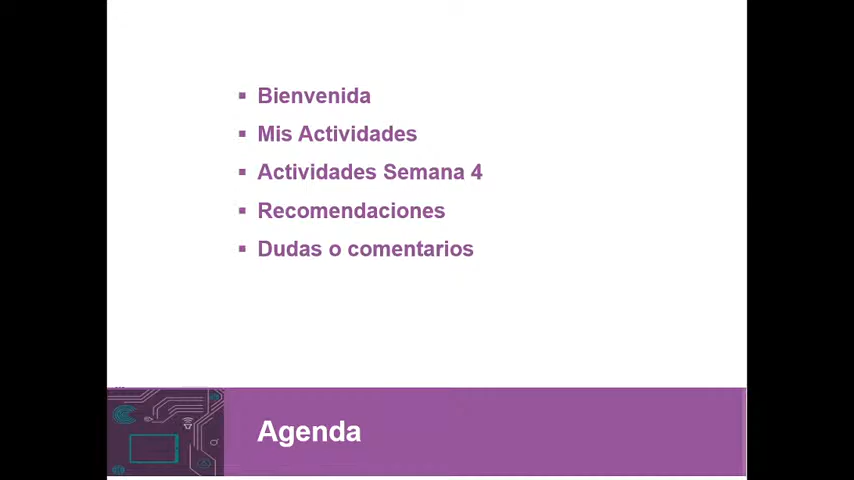 Bienvenida
Mis Actividades
Actividades Semana 4
Recomendaciones
Dudas o comentarios
Agenda